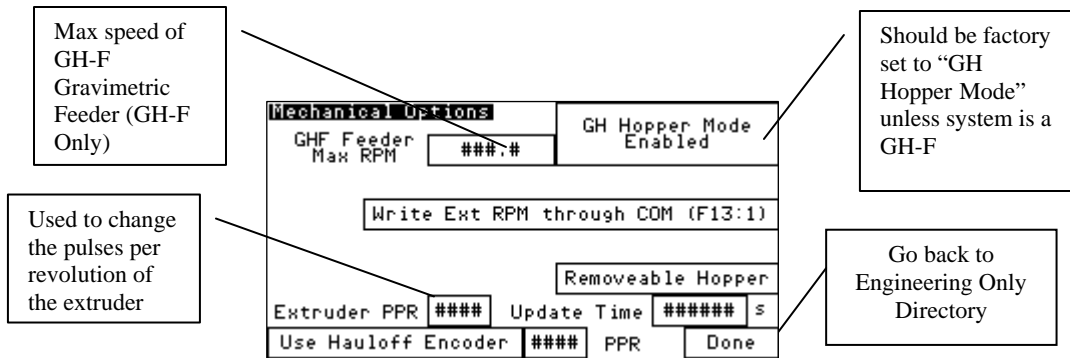 Max speed of
GH-F
Gravimetric
Feeder (GH-F
Only)
Should be factory
set to “GH
Hopper Mode”
unless system is a
GH-F
Mechanical Options
GHF Feeder
Max RPM
###.#
GH Hopper Mode
Enabled
Write Ext RPM through COM (F13:1)
Used to change
the pulses per
revolution of
the extruder
Removeable Hopper
Extruder PPR #### Update Time ###### s
Use Hauloff Encoder #### PPR Done
Go back to
Engineering Only
Directory